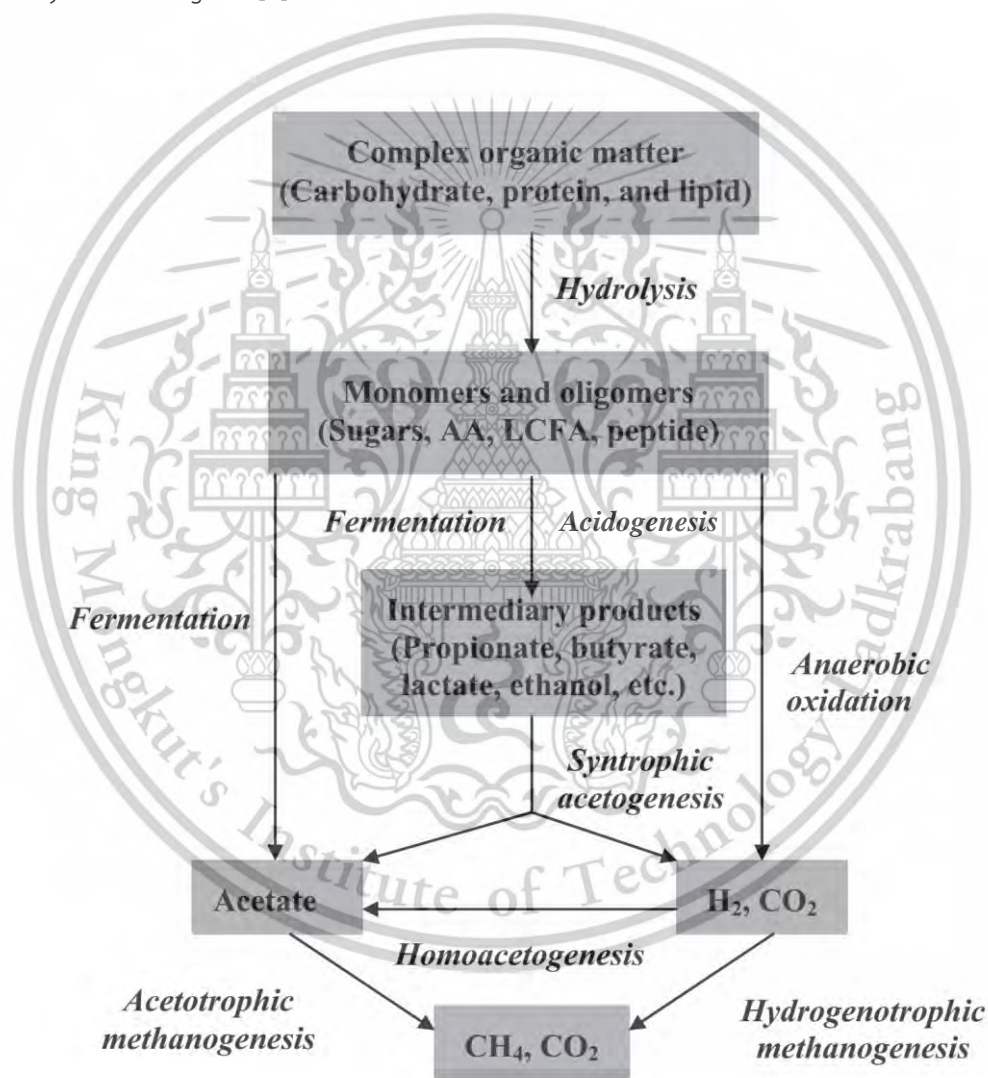 Complex organic matter
(Carbohydrate, protein, and lipid)
Hydrolysis
Monomers and oligomers
(Sugars, AA, LCFA, peptide)
Fermentation
Acidogenesis
Fermentation
Intermediary products
(Propionate, butyrate,
lactate, ethanol, etc.)
Anaerobic
oxidation
Syntrophic
acetogenesis
Acetate
H₂, CO₂
Homoacetogenesis
Acetotrophic
methanogenesis
Hydrogenotrophic
methanogenesis
CH₄, CO₂
King Mongkut's Institute of Technology Ladkrabang